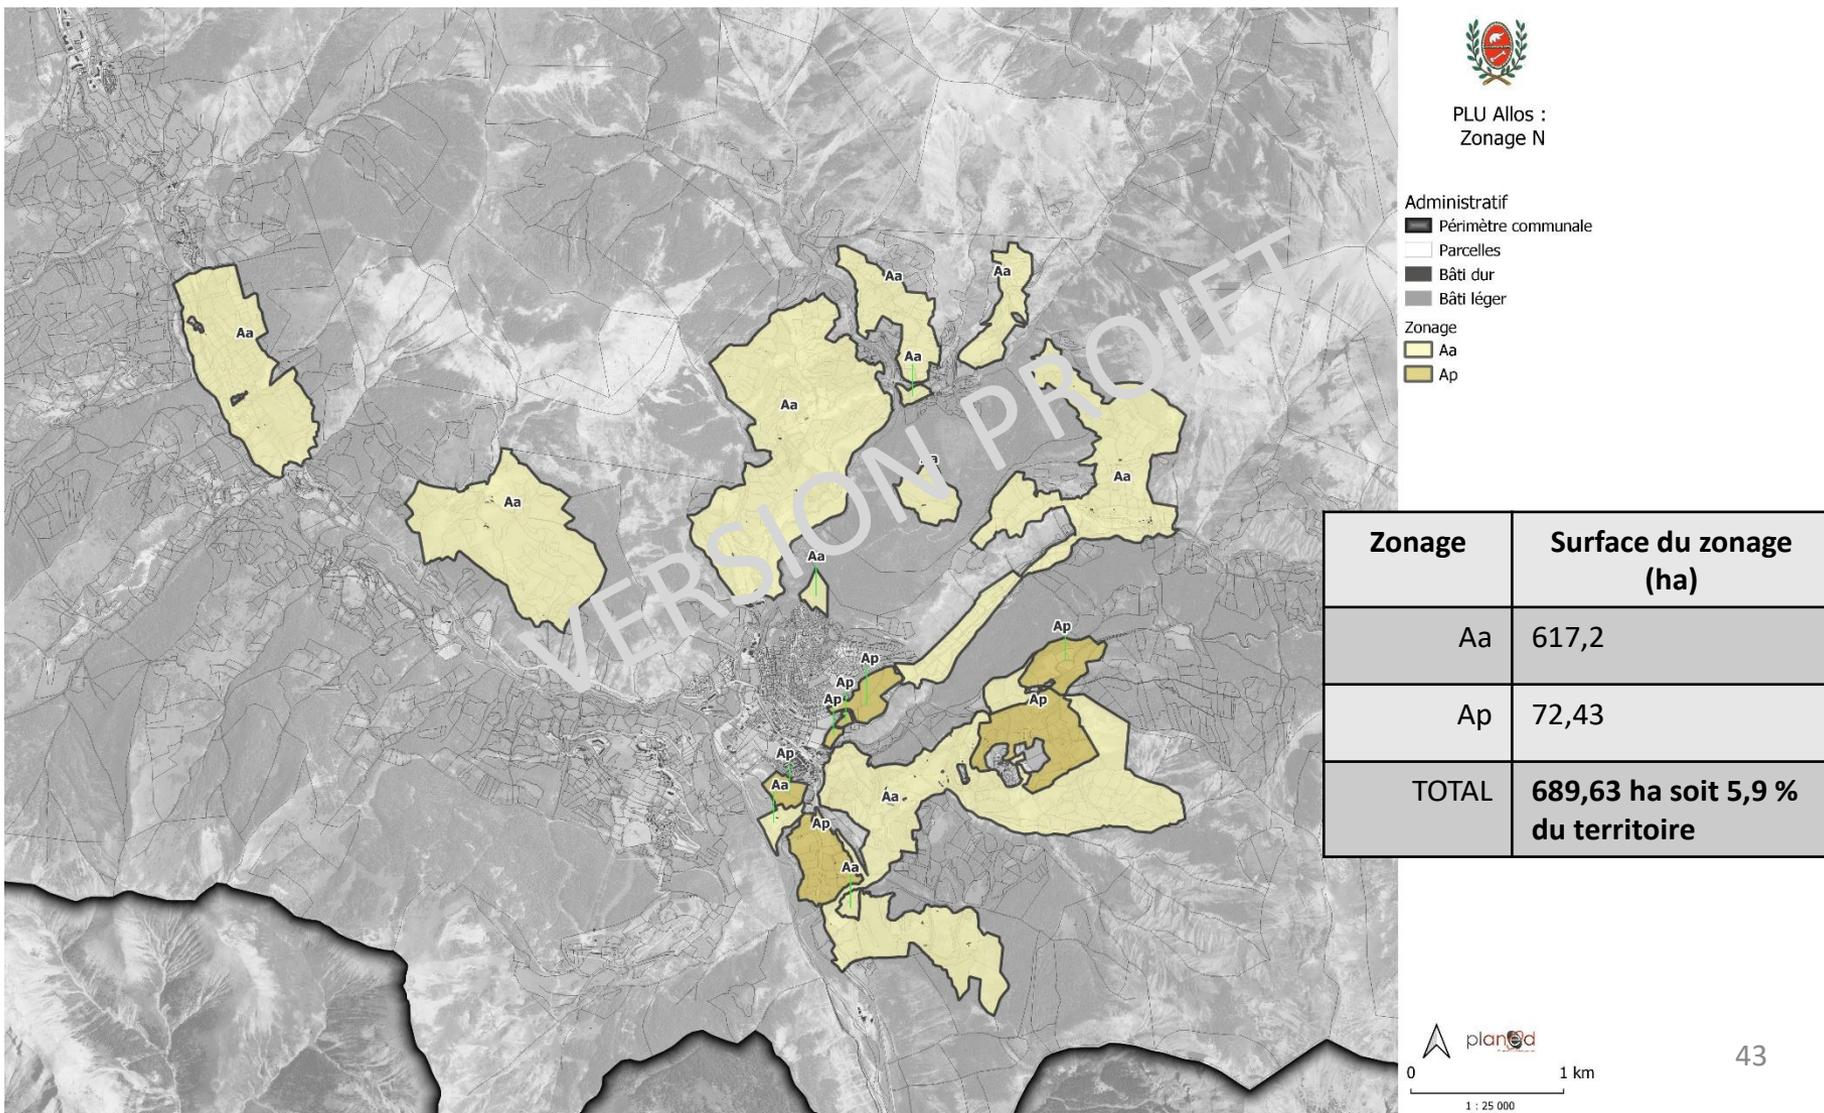 PLU Allos :
Zonage N
Administratif
Périmètre communale
Parcelles
Bâti dur
Bâti léger
Zonage
Aa
Ap
Aa
Aa
Aa
Aa
Aa
Aa
Aa
Aa
Aa
Aa
Ap
Ap
Ap
Ap
Ap
Ap
Aa
Aa
Ap
Aa
VERSION PROJET
Zonage
Surface du zonage
(ha)
Aa
617,2
Ap
72,43
TOTAL
689,63 ha soit 5,9 %
du territoire
planed
0
1 km
1 : 25 000
43